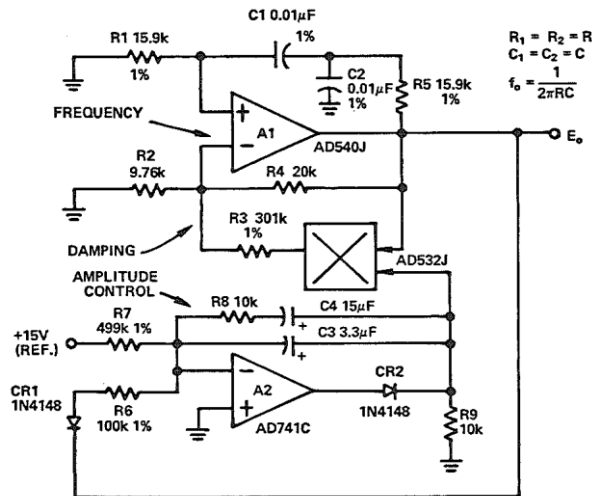 C1 0.01µF
1%
R1 15.9k
1%
R₁ = R₂ = R
C₁ = C₂ = C
fₒ = 1 / 2πRC
C2
0.01µF
1%
R5 15.9k
1%
FREQUENCY
+
A1
−
AD540J
Eₒ
R2
9.76k
R4 20k
R3 301k
1%
DAMPING
AD532J
AMPLITUDE
CONTROL
R8 10k
C4 15µF
+
R7
499k 1%
+15V
(REF.)
C3 3.3µF
+
CR1
1N4148
R6
100k 1%
−
A2
+
AD741C
CR2
1N4148
R9
10k